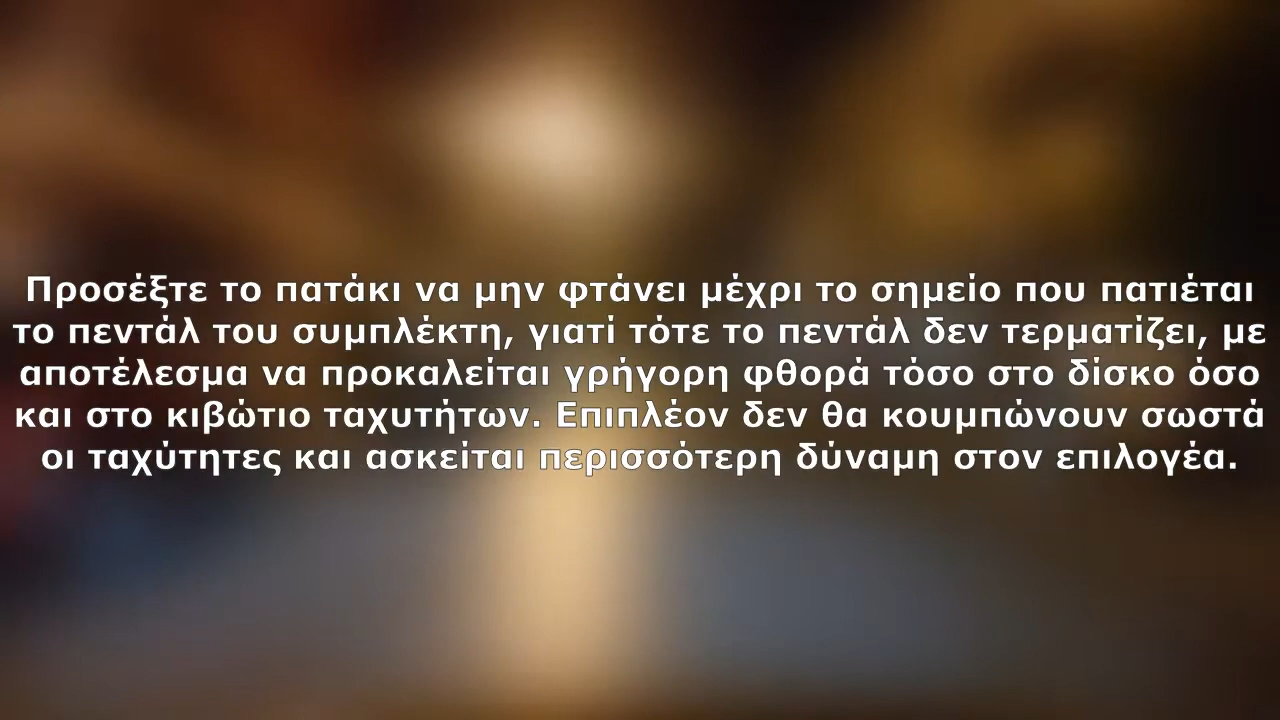 Προσέξτε το πατάκι να μην φτάνει μέχρι το σημείο που πατιέται
το πεντάλ του συμπλέκτη, γιατί τότε το πεντάλ δεν τερματίζει, με
αποτέλεσμα να προκαλείται γρήγορη φθορά τόσο στο δίσκο όσο
και στο κιβώτιο ταχυτήτων. Επιπλέον δεν θα κουμπώνουν σωστά
οι ταχύτητες και ασκείται περισσότερη δύναμη στον επιλογέα.